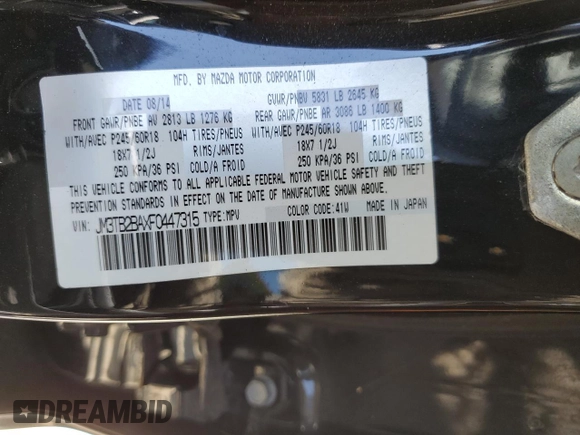 MFD. BY MAZDA MOTOR CORPORATION
DATE 08/14 GVWR/PNBV 5831 LB 2645 KG
FRONT GAWR/PNBE AV 2813 LB 1276 KG REAR GAWR/PNBE AR 3086 LB 1400 KG
WITH/AVEC P245/60R18 104H TIRES/PNEUS WITH/AVEC P245/60R18 104H TIRES/PNEUS
18X7 1/2J RIMS/JANTES 18X7 1/2J RIMS/JANTES
250 KPA/36 PSI COLD/A FROID 250 KPA/36 PSI COLD/A FROID
THIS VEHICLE CONFORMS TO ALL APPLICABLE FEDERAL MOTOR VEHICLE SAFETY AND THEFT
PREVENTION STANDARDS IN EFFECT ON THE DATE OF MANUFACTURE SHOWN ABOVE.
VIN: JM3TB2BAXF0447315 TYPE:MPV COLOR CODE:41W MADE IN JAPAN
DREAMBID